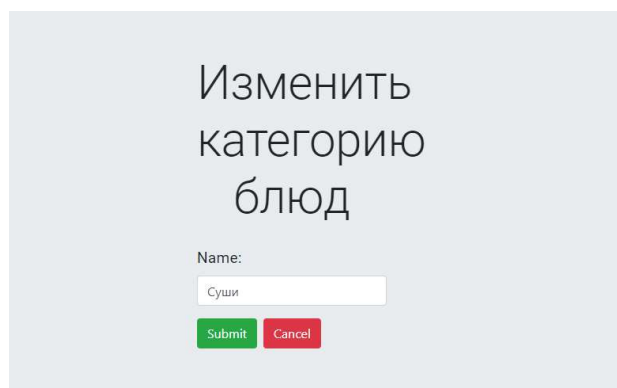 Изменить
категорию
блюд
Name:
Суши
Submit Cancel